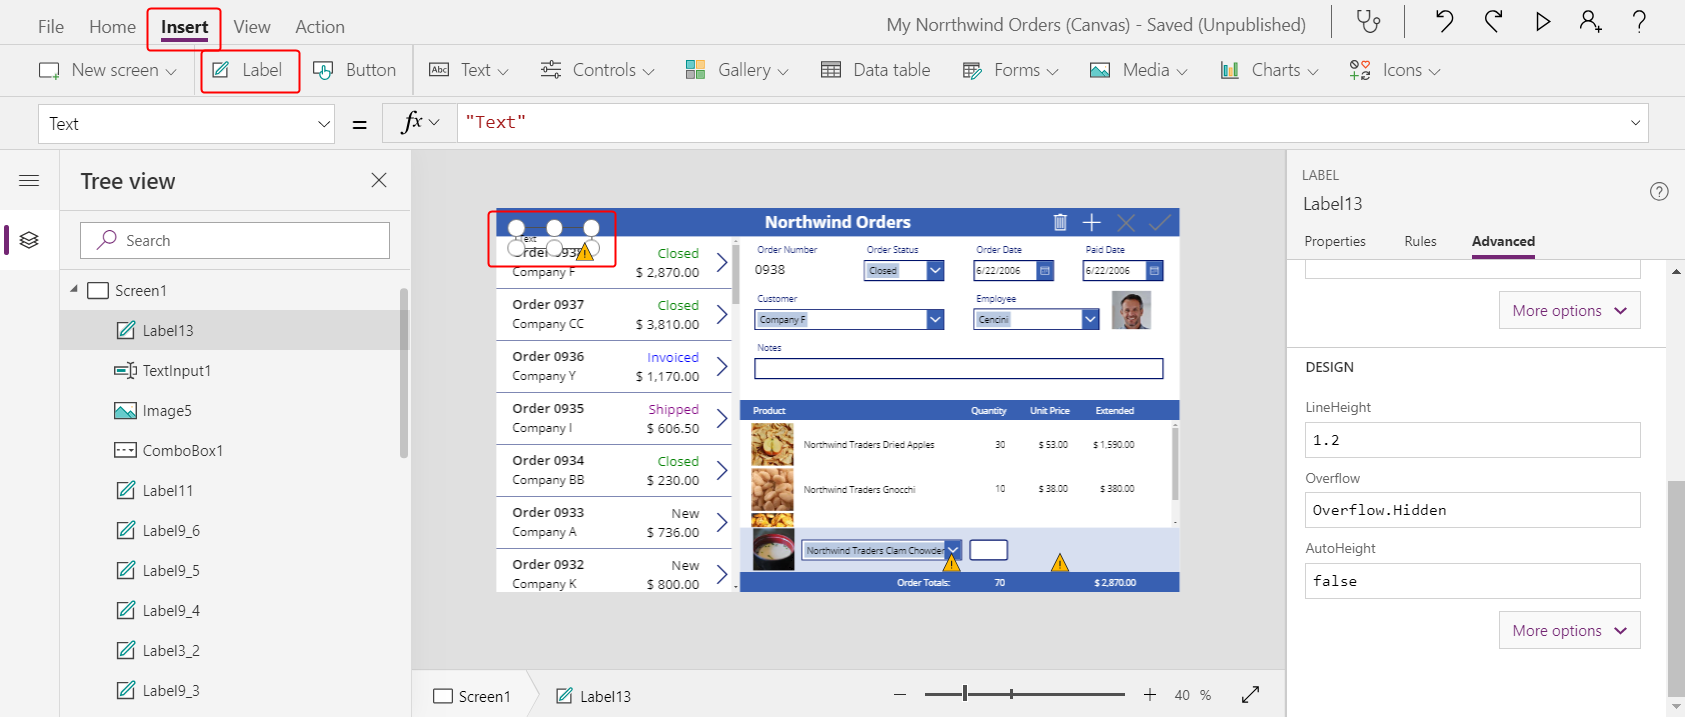 File Home Insert View Action My Norrthwind Orders (Canvas) - Saved (Unpublished)
New screen Label Button Text Controls Gallery Data table Forms Media Charts Icons
Text = fx "Text"
Tree view
Search
Screen1
Label13
TextInput1
Image5
ComboBox1
Label11
Label9_6
Label9_5
Label9_4
Label3_2
Label9_3
Northwind Orders
Text
Closed
Company F $ 2,870.00
Order 0937 Closed
Company CC $ 3,810.00
Order 0936 Invoiced
Company Y $ 1,170.00
Order 0935 Shipped
Company I $ 606.50
Order 0934 Closed
Company BB $ 230.00
Order 0933 New
Company A $ 736.00
Order 0932 New
Company K $ 800.00
Order Number Order Status Order Date Paid Date
0938 Closed 6/22/2006 6/22/2006
Customer Employee
Company F Cencini
Notes
Product Quantity Unit Price Extended
Northwind Traders Dried Apples 30 $ 53.00 $ 1,590.00
Northwind Traders Gnocchi 10 $ 38.00 $ 380.00
Northwind Traders Clam Chowder
Order Totals: 70 $ 2,870.00
Screen1 Label13 40 %
LABEL
Label13
Properties Rules Advanced
More options
DESIGN
LineHeight
1.2
Overflow
Overflow.Hidden
AutoHeight
false
More options